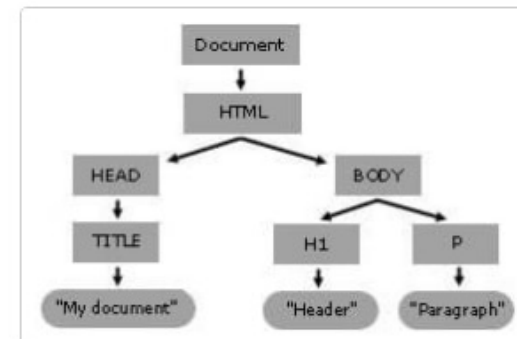 Document
HTML
HEAD
BODY
TITLE
H1
P
"My document"
"Header"
"Paragraph"